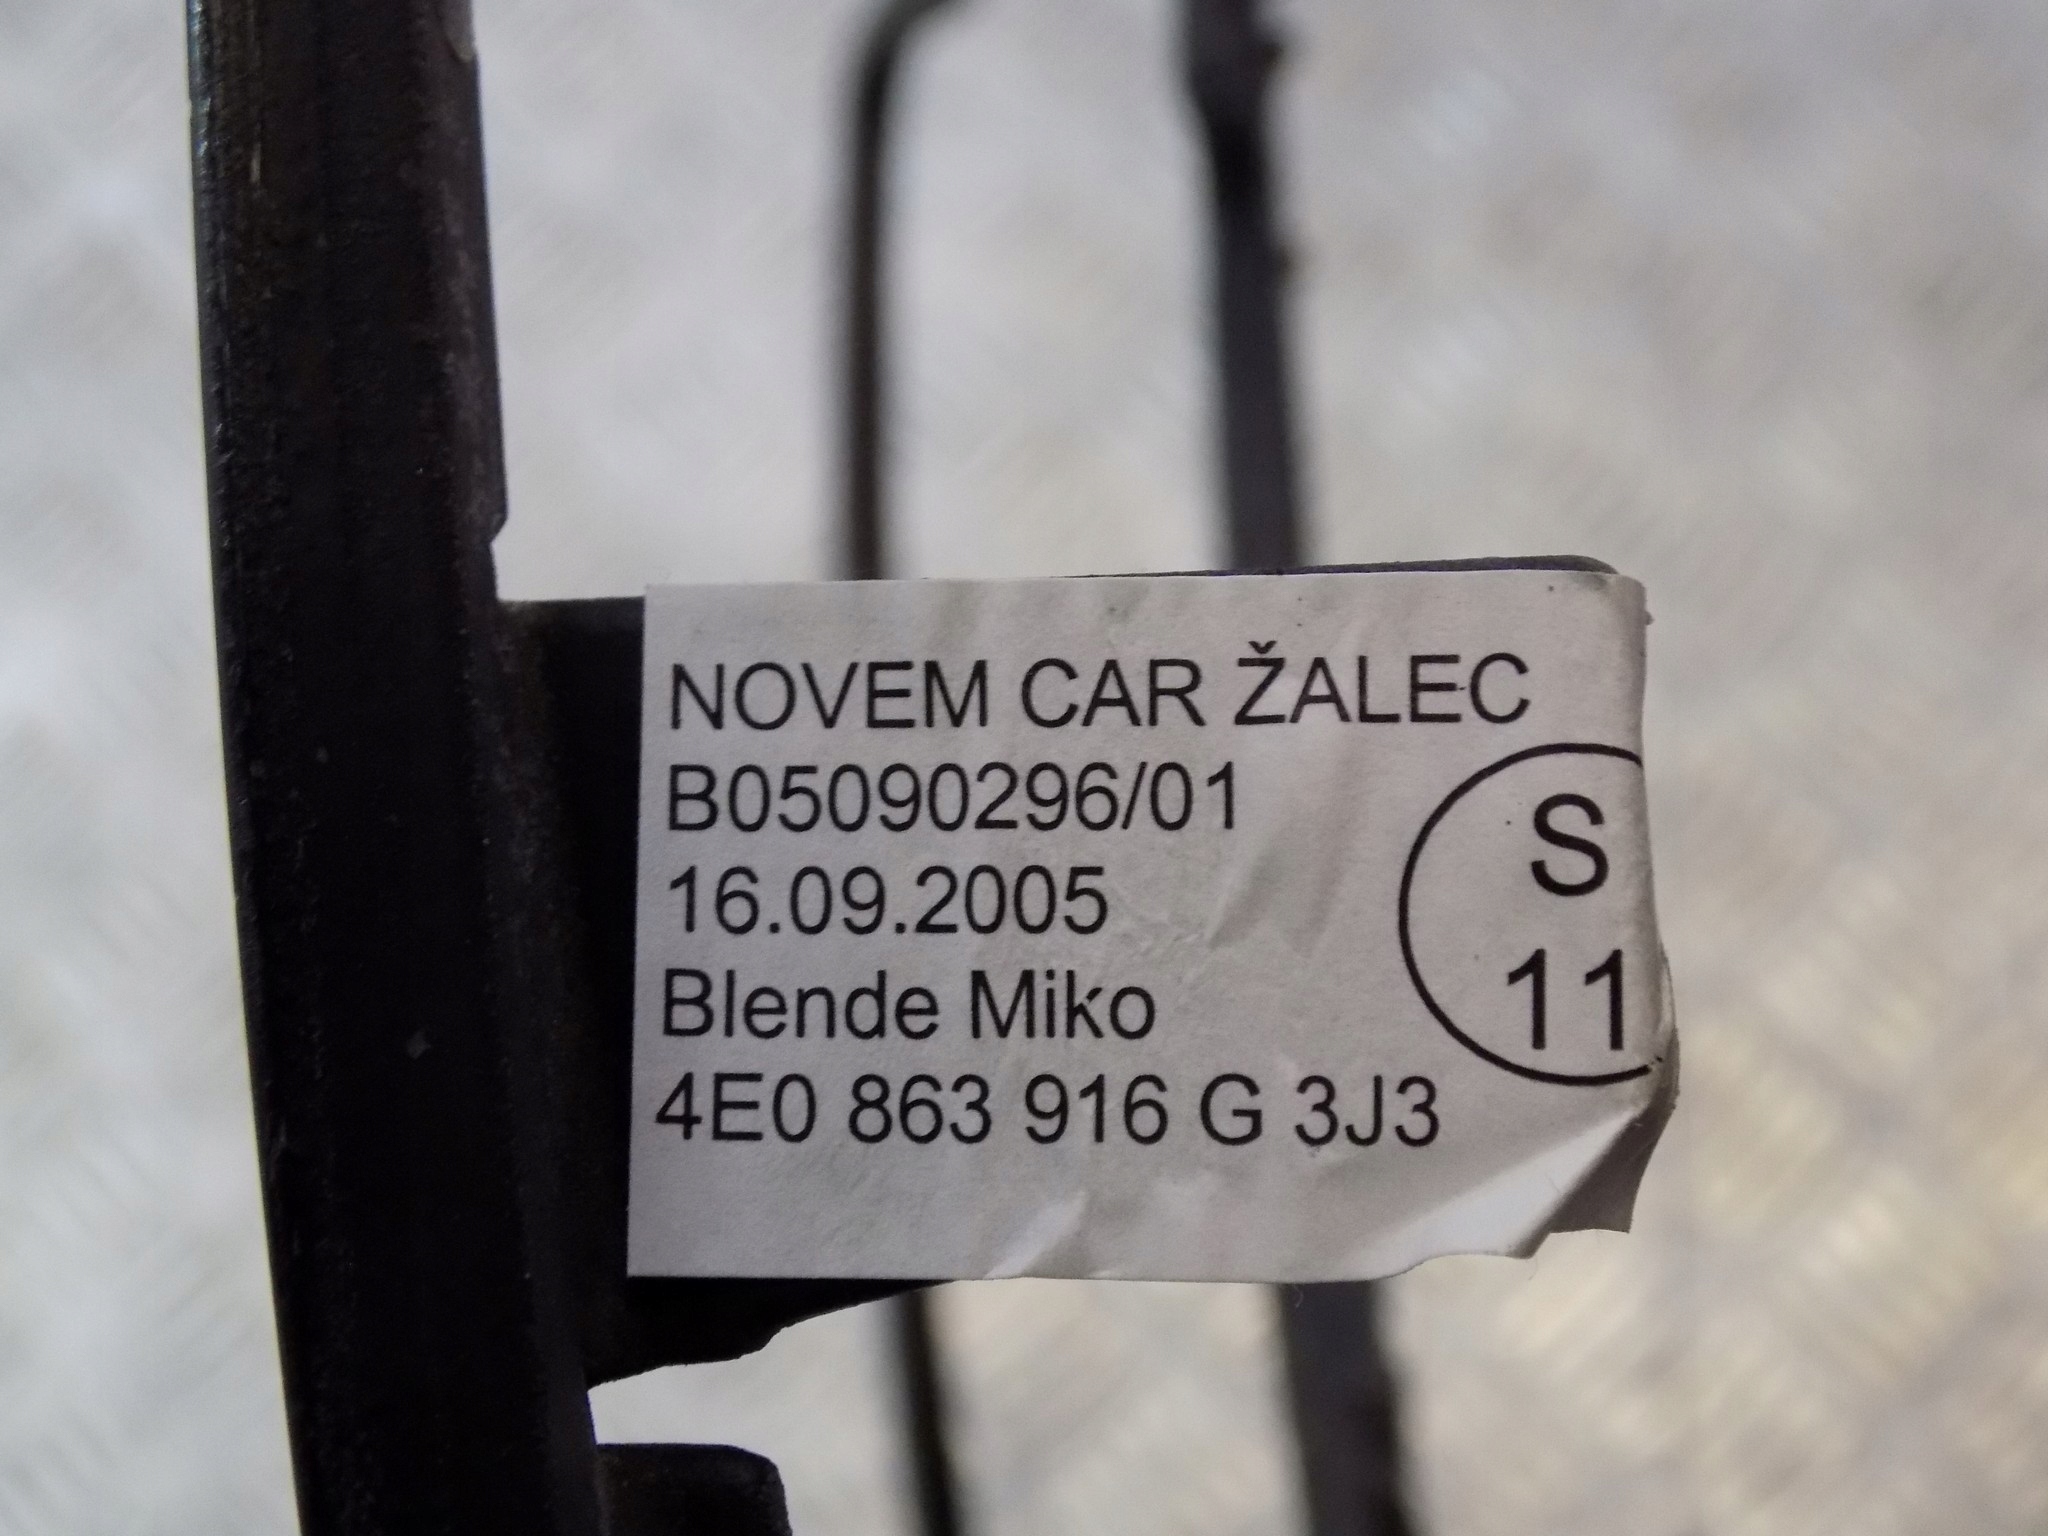 NOVEM CAR ŽALEC
B05090296/01
16.09.2005
Blende Miko
4E0 863 916 G 3J3
S
11